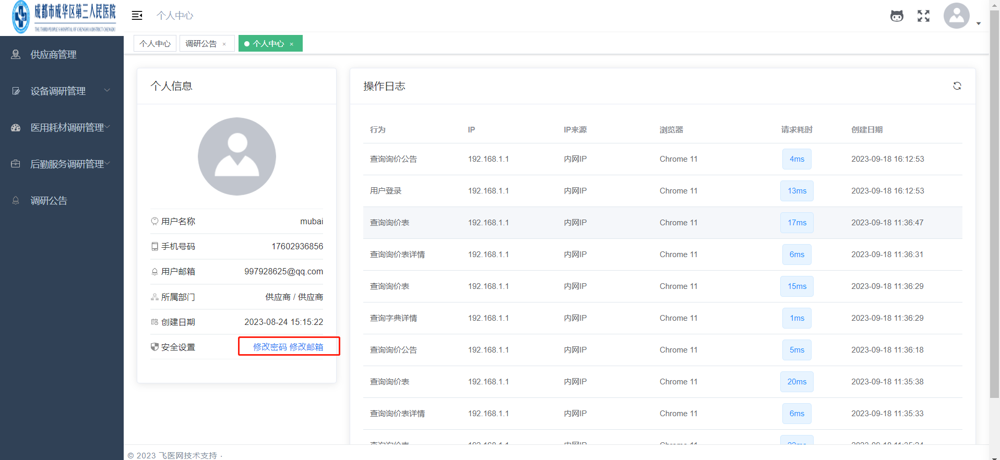 成都市成华区第三人民医院
THE THIRD PEOPLE'S HOSPITAL OF CHENGHUA DISTRICT CHENGDU
个人中心
个人中心
调研公告 ×
个人中心 ×
供应商管理
设备调研管理
医用耗材调研管理
后勤服务调研管理
调研公告
个人信息
用户名称 mubai
手机号码 17602936856
用户邮箱 997928625@qq.com
所属部门 供应商 / 供应商
创建日期 2023-08-24 15:15:22
安全设置 修改密码 修改邮箱
操作日志
行为 IP IP来源 浏览器 请求耗时 创建日期
查询询价公告 192.168.1.1 内网IP Chrome 11 4ms 2023-09-18 16:12:53
用户登录 192.168.1.1 内网IP Chrome 11 13ms 2023-09-18 16:12:53
查询询价表 192.168.1.1 内网IP Chrome 11 17ms 2023-09-18 11:36:47
查询询价表详情 192.168.1.1 内网IP Chrome 11 6ms 2023-09-18 11:36:31
查询询价表 192.168.1.1 内网IP Chrome 11 15ms 2023-09-18 11:36:29
查询字典详情 192.168.1.1 内网IP Chrome 11 1ms 2023-09-18 11:36:29
查询询价公告 192.168.1.1 内网IP Chrome 11 5ms 2023-09-18 11:36:18
查询询价表 192.168.1.1 内网IP Chrome 11 20ms 2023-09-18 11:35:38
查询询价表详情 192.168.1.1 内网IP Chrome 11 6ms 2023-09-18 11:35:33
© 2023 飞医网技术支持 ·